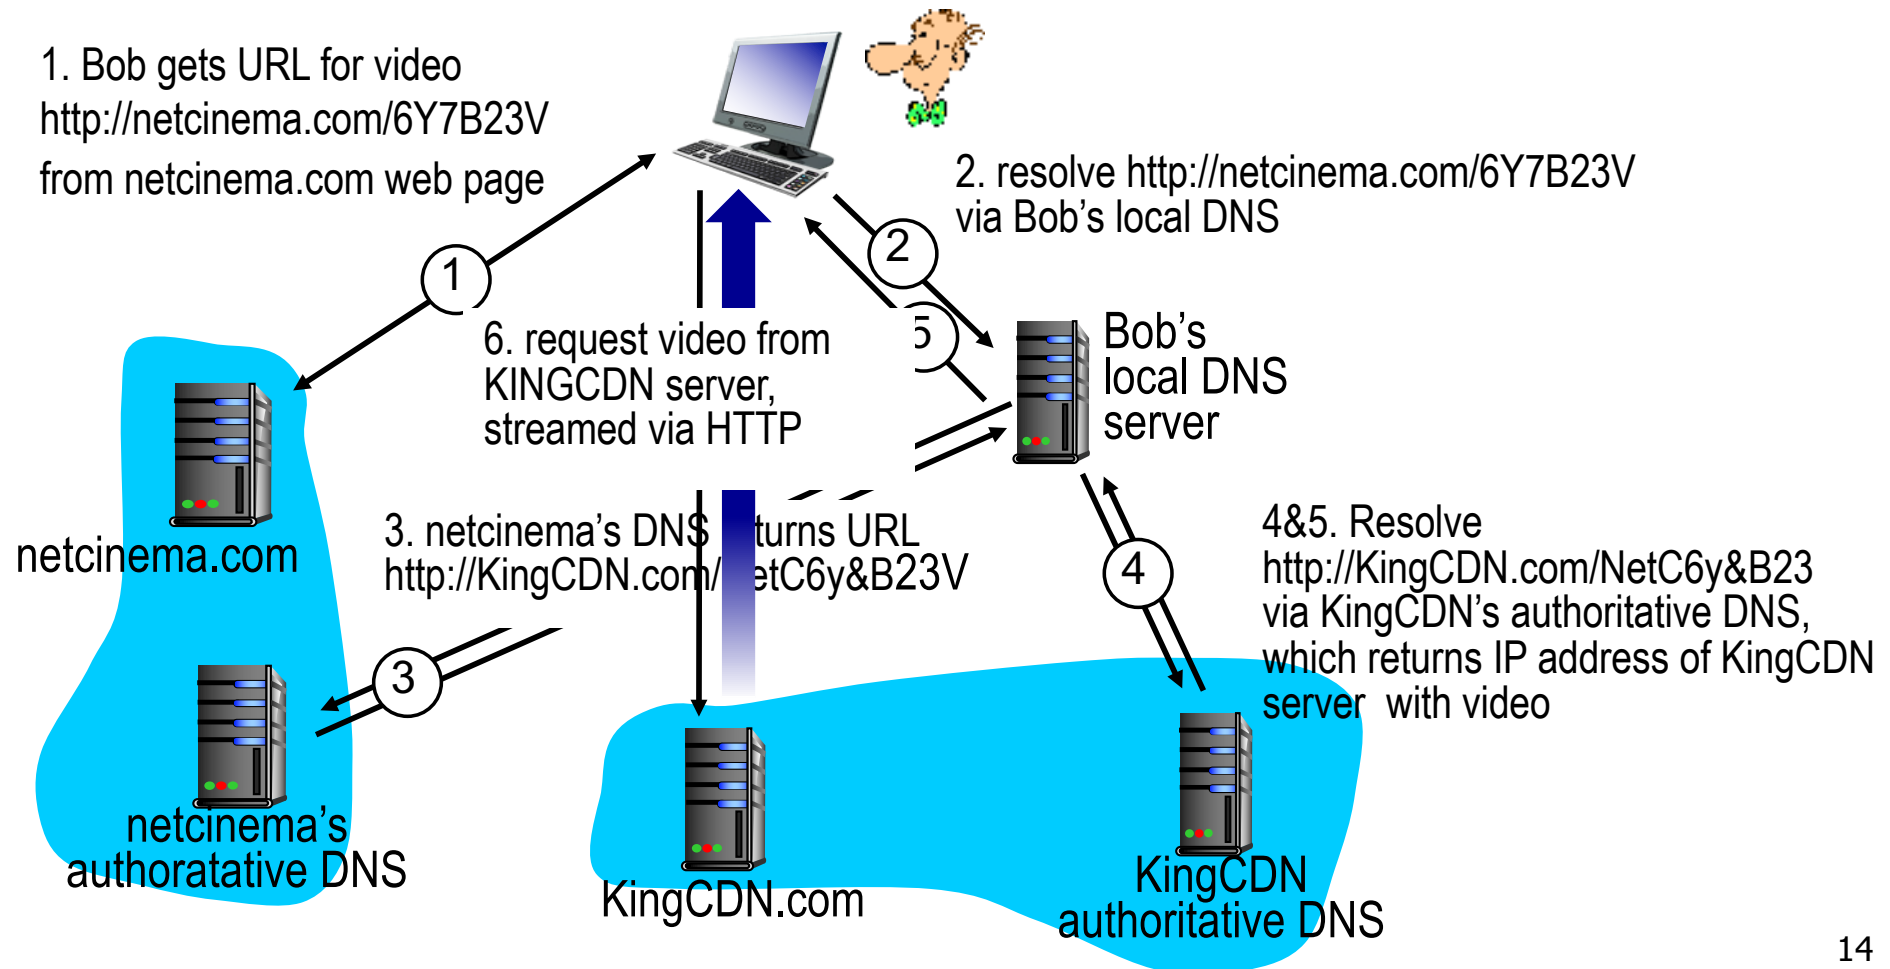 1. Bob gets URL for video
http://netcinema.com/6Y7B23V
from netcinema.com web page
2. resolve http://netcinema.com/6Y7B23V
via Bob's local DNS
1
2
5
6. request video from
KINGCDN server,
streamed via HTTP
Bob's
local DNS
server
netcinema.com
3. netcinema's DNS returns URL
http://KingCDN.com/NetC6y&B23V
4
4&5. Resolve
http://KingCDN.com/NetC6y&B23
via KingCDN's authoritative DNS,
which returns IP address of KingCDN
server with video
3
netcinema's
authoratative DNS
KingCDN.com
KingCDN
authoritative DNS
14